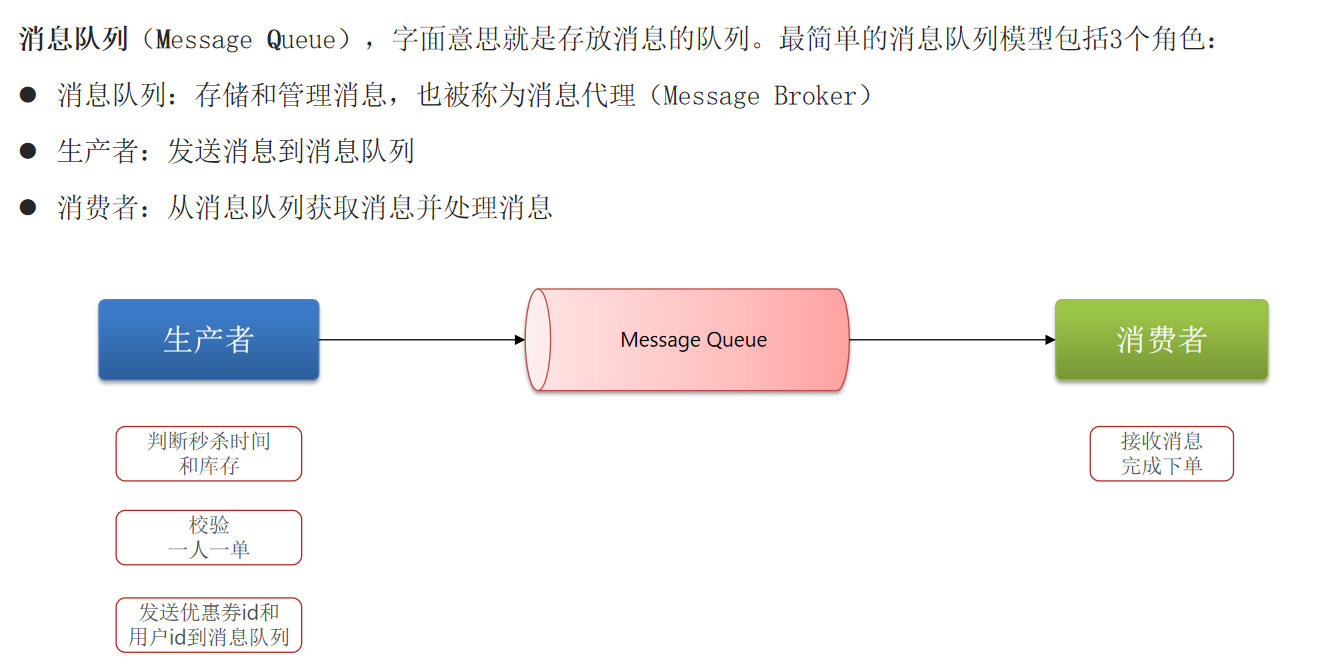 消息队列（Message Queue），字面意思就是存放消息的队列。最简单的消息队列模型包括3个角色：
● 消息队列：存储和管理消息，也被称为消息代理（Message Broker）
● 生产者：发送消息到消息队列
● 消费者：从消息队列获取消息并处理消息
生产者
Message Queue
消费者
判断秒杀时间
和库存
接收消息
完成下单
校验
一人一单
发送优惠券id和
用户id到消息队列